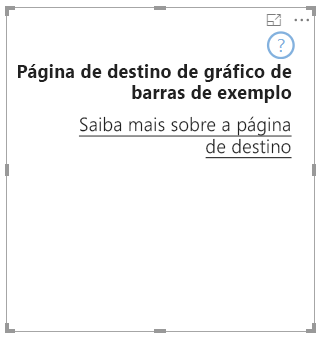 ?
Página de destino de gráfico de
barras de exemplo
Saiba mais sobre a página
de destino